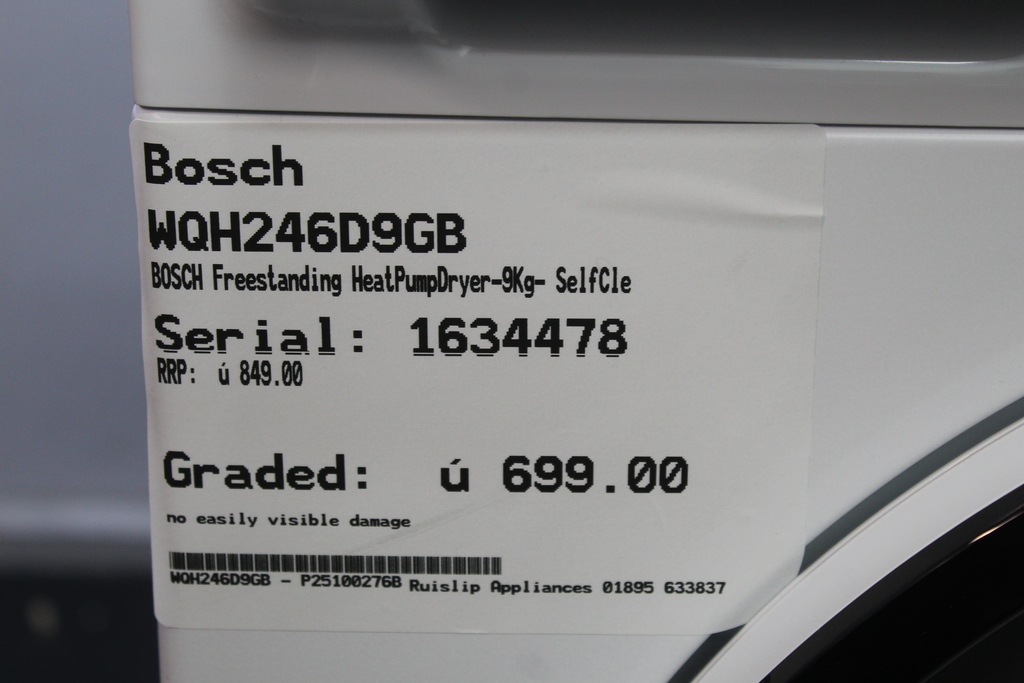 Bosch
WQH246D9GB
BOSCH Freestanding HeatPumpDryer-9Kg- SelfCle
Serial: 1634478
RRP: ú 849.00
Graded: ú 699.00
no easily visible damage
WQH246D9GB - P25100276B Ruislip Appliances 01895 633837